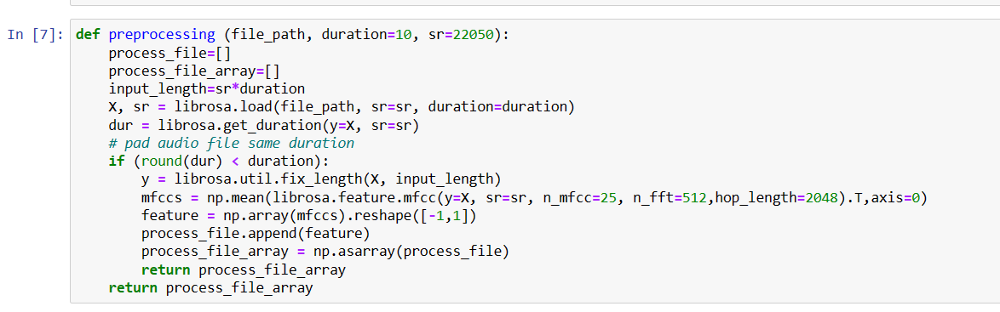 In [7]: def preprocessing (file_path, duration=10, sr=22050):
    process_file=[]
    process_file_array=[]
    input_length=sr*duration
    X, sr = librosa.load(file_path, sr=sr, duration=duration)
    dur = librosa.get_duration(y=X, sr=sr)
    # pad audio file same duration
    if (round(dur) < duration):
        y = librosa.util.fix_length(X, input_length)
        mfccs = np.mean(librosa.feature.mfcc(y=X, sr=sr, n_mfcc=25, n_fft=512,hop_length=2048).T,axis=0)
        feature = np.array(mfccs).reshape([-1,1])
        process_file.append(feature)
        process_file_array = np.asarray(process_file)
        return process_file_array
    return process_file_array